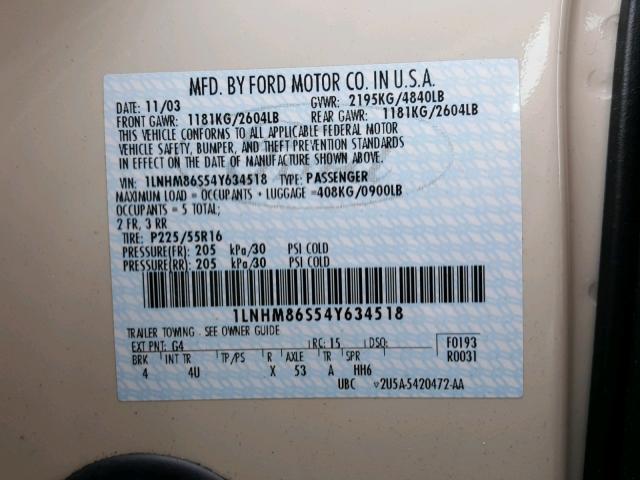 MFD. BY FORD MOTOR CO. IN U.S.A.
DATE: 11/03 GVWR: 2195KG/4840LB
FRONT GAWR: 1181KG/2604LB REAR GAWR: 1181KG/2604LB
THIS VEHICLE CONFORMS TO ALL APPLICABLE FEDERAL MOTOR
VEHICLE SAFETY, BUMPER, AND THEFT PREVENTION STANDARDS
IN EFFECT ON THE DATE OF MANUFACTURE SHOWN ABOVE.
VIN: 1LNHM86S54Y634518 TYPE: PASSENGER
MAXIMUM LOAD = OCCUPANTS + LUGGAGE =408KG/0900LB
OCCUPANTS = 5 TOTAL;
2 FR, 3 RR
TIRE: P225/55R16
PRESSURE(FR): 205 kPa/30 PSI COLD
PRESSURE(RR): 205 kPa/30 PSI COLD
1LNHM86S54Y634518
TRAILER TOWING - SEE OWNER GUIDE
EXT PNT: G4 RC: 15 DSO: F0193
BRK INT TR TP/PS R AXLE TR SPR R0031
4 4U X 53 A HH6
UBC 2U5A-5420472-AA